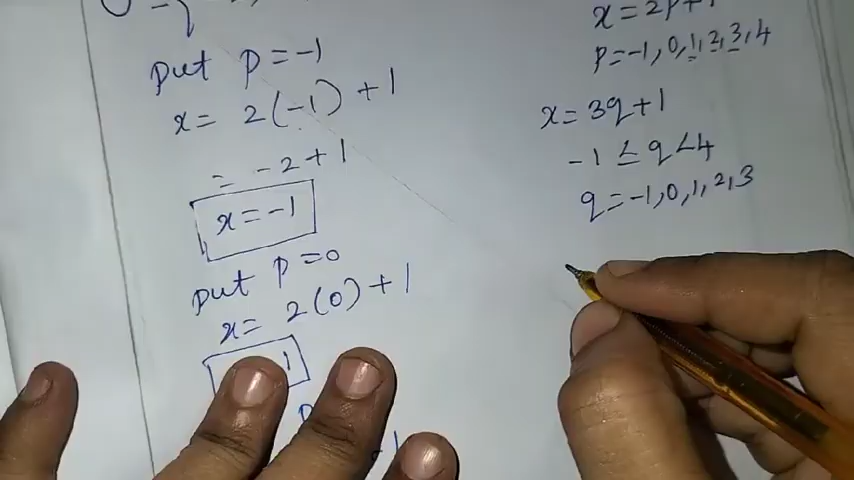 put p = -1
x = 2(-1) + 1
= -2 + 1
x = -1
put p = 0
x = 2(0) + 1
1
x = 2p + 1
p = -1, 0, 1, 2, 3, 4
x = 3q + 1
-1 ≤ q < 4
q = -1, 0, 1, 2, 3